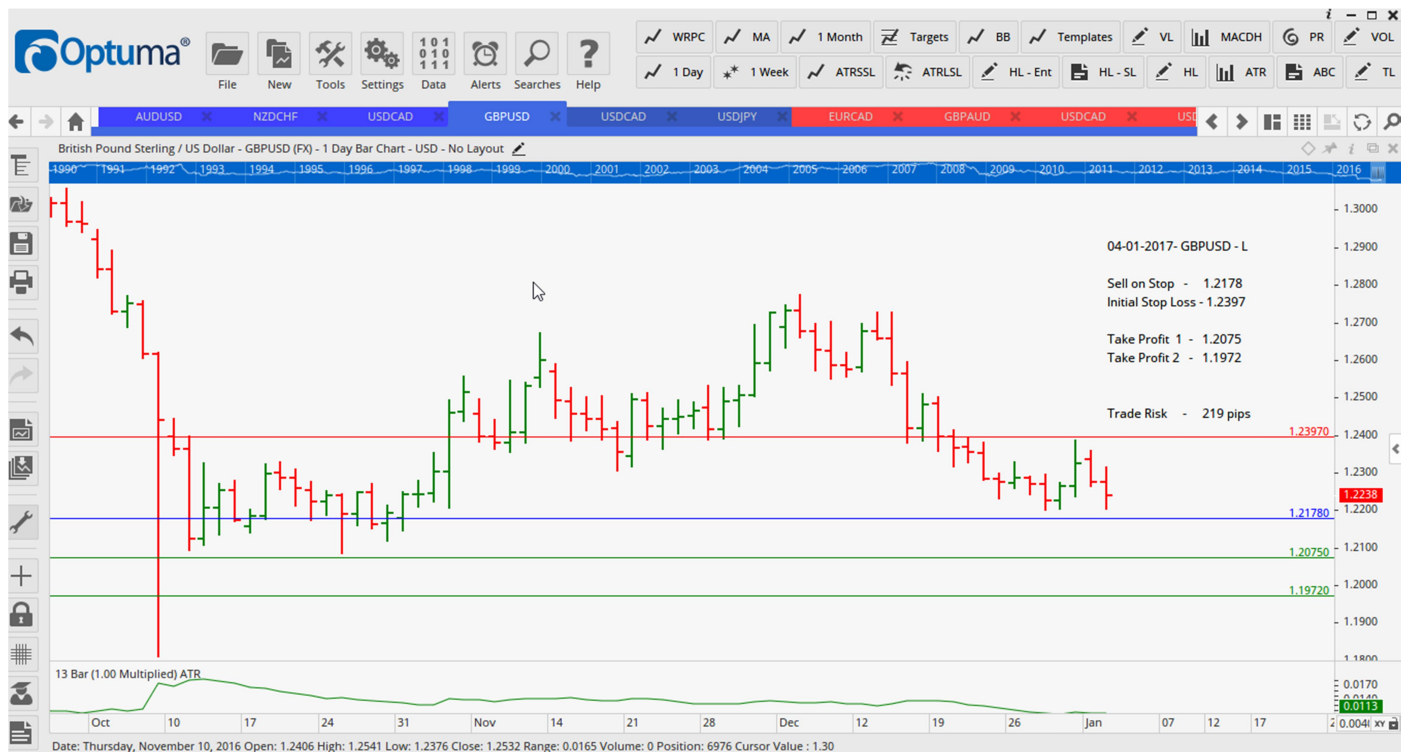 i
Optuma®
File New Tools Settings Data Alerts Searches Help
101
010
111
WRPC MA 1 Month Targets BB Templates VL MACDH PR VOL
1 Day 1 Week ATRSSL ATRLSL HL - Ent HL - SL HL ATR ABC TL
AUDUSD NZDCHF USDCAD GBPUSD USDCAD USDJPY EURCAD GBPAUD USDCAD
British Pound Sterling / US Dollar - GBPUSD (FX) - 1 Day Bar Chart - USD - No Layout
1990 1991 1992 1993 1994 1995 1996 1997 1998 1999 2000 2001 2002 2003 2004 2005 2006 2007 2008 2009 2010 2011 2012 2013 2014 2015 2016
1.3000
04-01-2017- GBPUSD - L
1.2900
Sell on Stop - 1.2178
1.2800
Initial Stop Loss - 1.2397
1.2700
Take Profit 1 - 1.2075
Take Profit 2 - 1.1972
1.2600
1.2500
Trade Risk - 219 pips
1.23970
1.2400
1.2300
1.2238
1.2200
1.21780
1.2100
1.20750
1.2000
1.19720
1.1900
1.1800
13 Bar (1.00 Multiplied) ATR
0.0170
0.0140
0.0113
Oct 10 17 24 31 Nov 14 21 28 Dec 12 19 26 Jan 07 12 17 XY
Date: Thursday, November 10, 2016 Open: 1.2406 High: 1.2541 Low: 1.2376 Close: 1.2532 Range: 0.0165 Volume: 0 Position: 6976 Cursor Value : 1.30